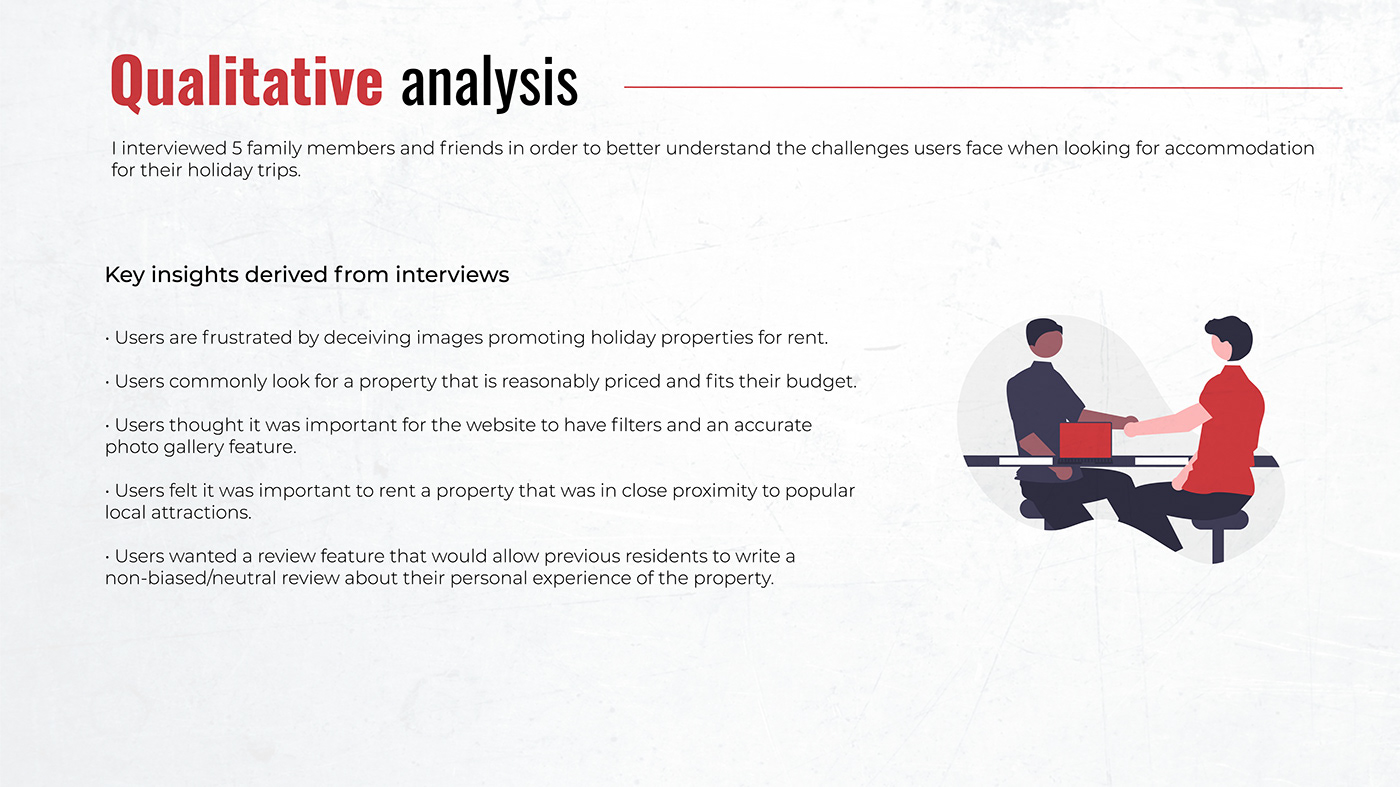 Qualitative analysis
I interviewed 5 family members and friends in order to better understand the challenges users face when looking for accommodation
for their holiday trips.
Key insights derived from interviews
• Users are frustrated by deceiving images promoting holiday properties for rent.
• Users commonly look for a property that is reasonably priced and fits their budget.
• Users thought it was important for the website to have filters and an accurate
photo gallery feature.
• Users felt it was important to rent a property that was in close proximity to popular
local attractions.
• Users wanted a review feature that would allow previous residents to write a
non-biased/neutral review about their personal experience of the property.